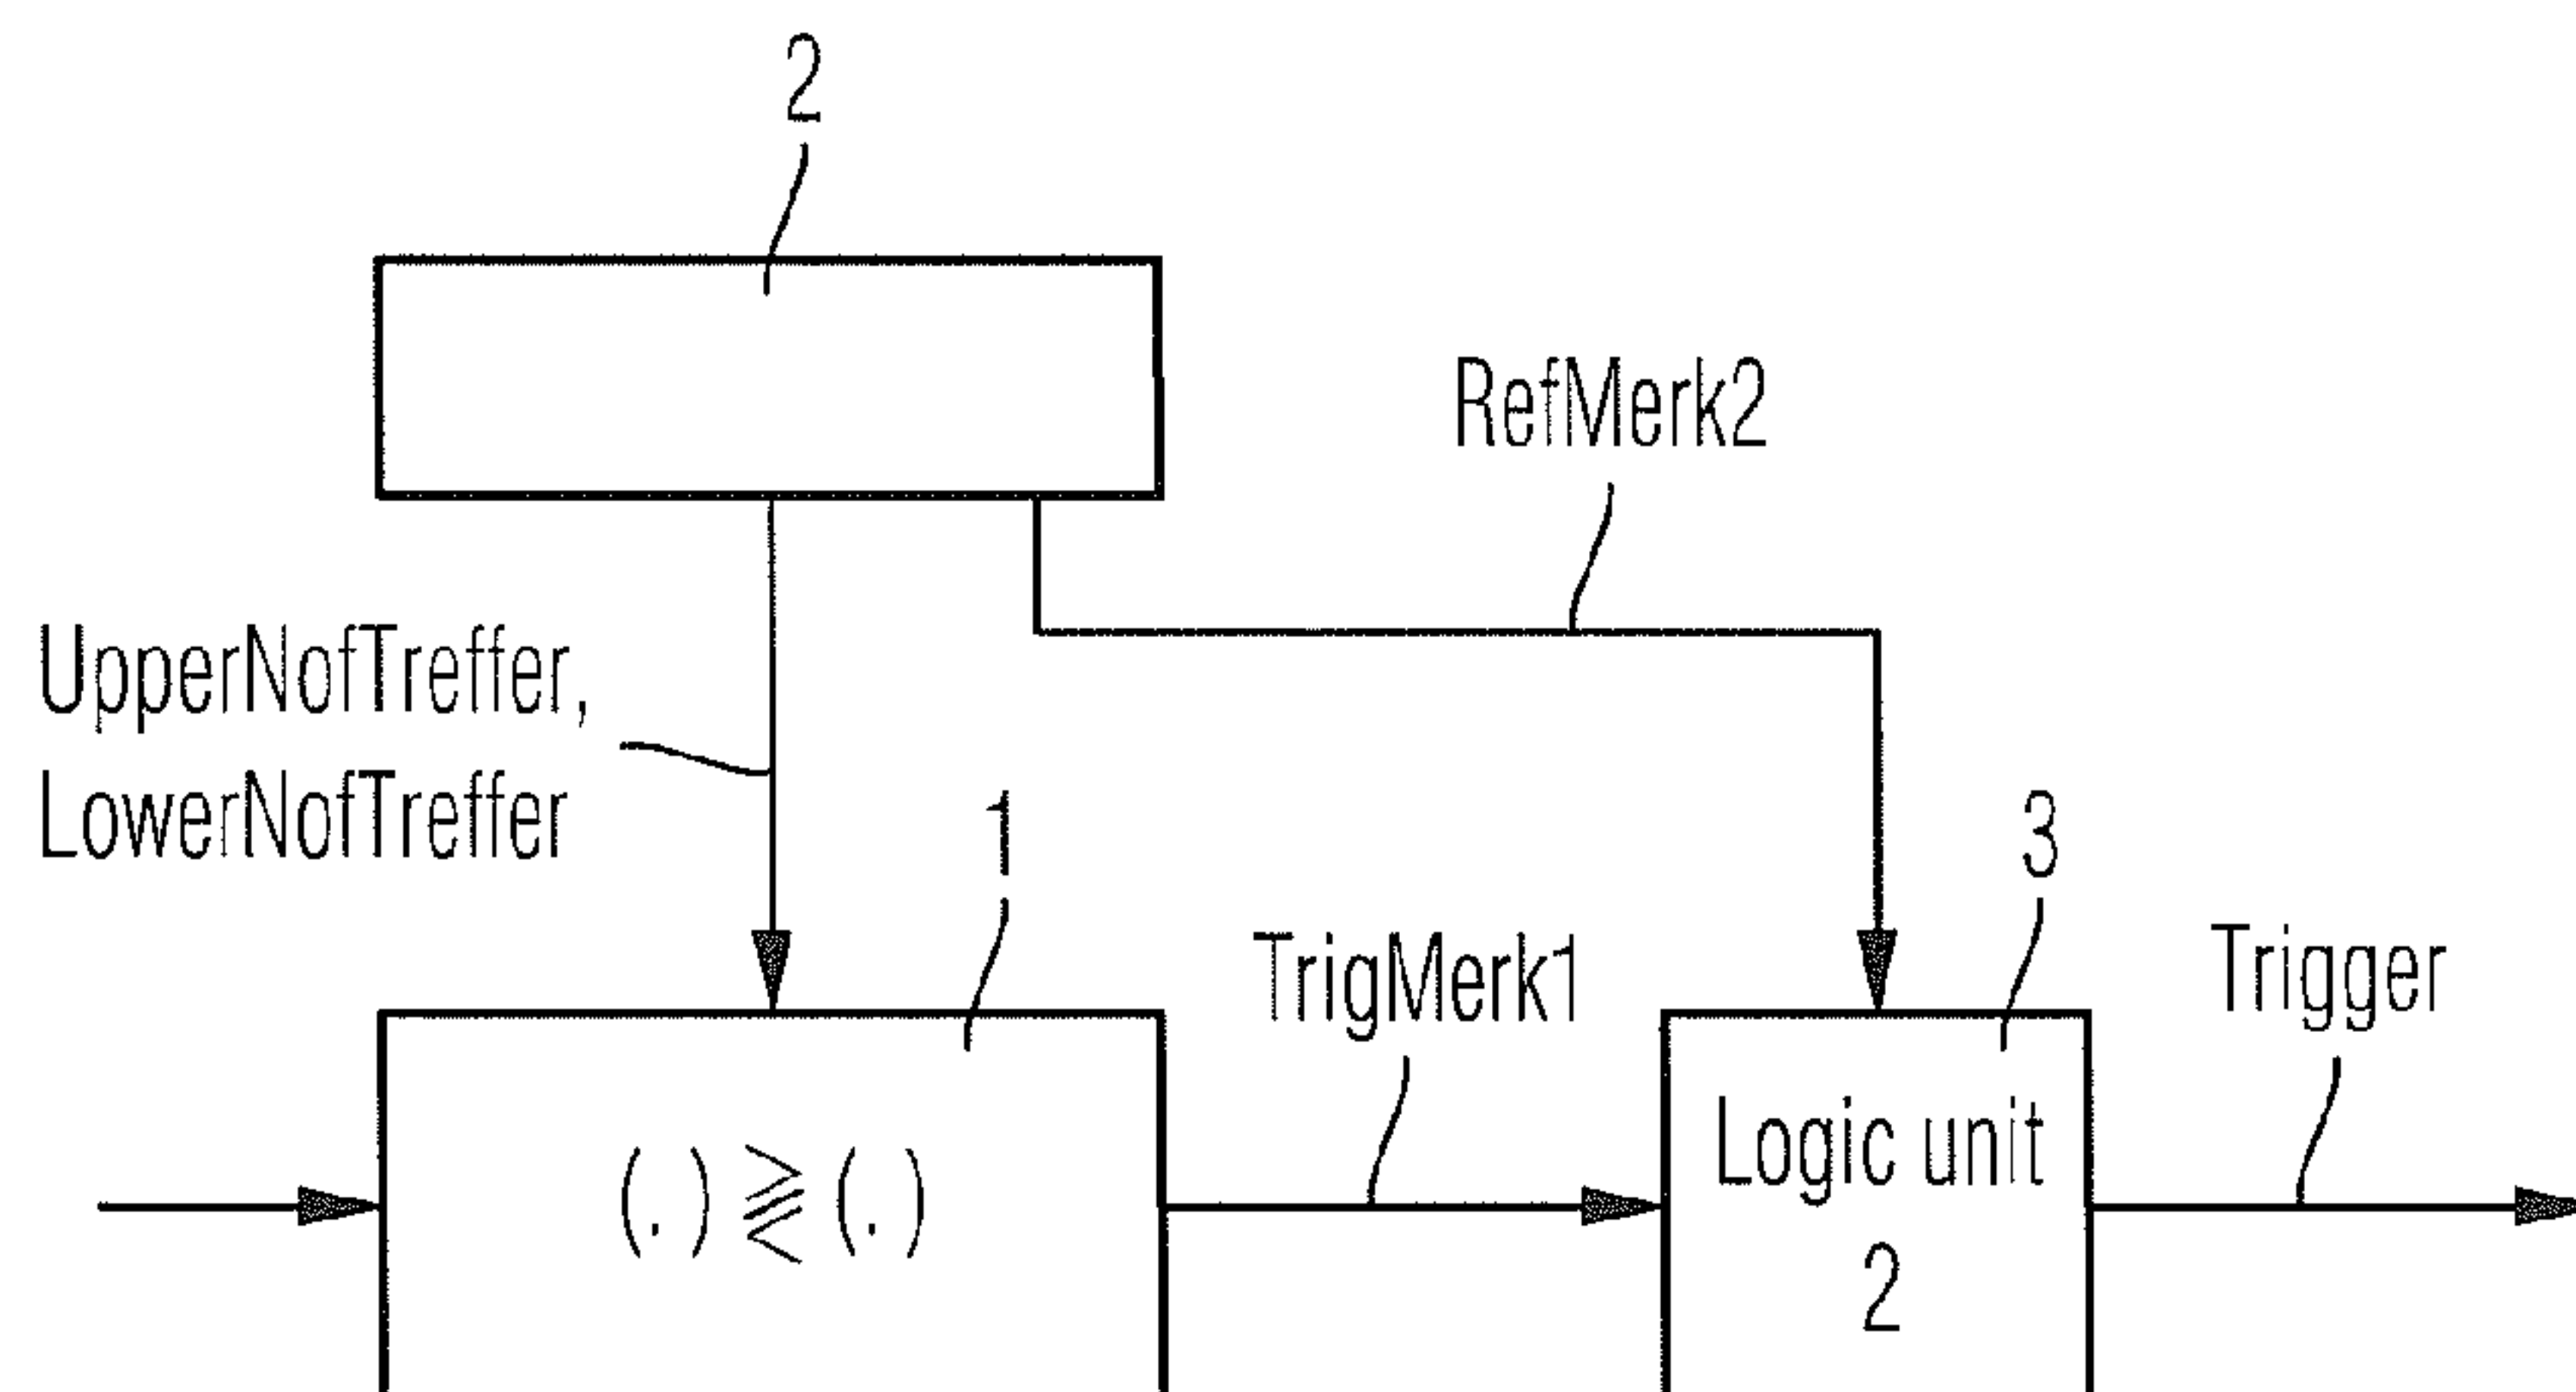 2
RefMerk2
UpperNofTreffer,
LowerNofTreffer
1
3
TrigMerk1
Trigger
(.) ⪌ (.)
Logic unit
2